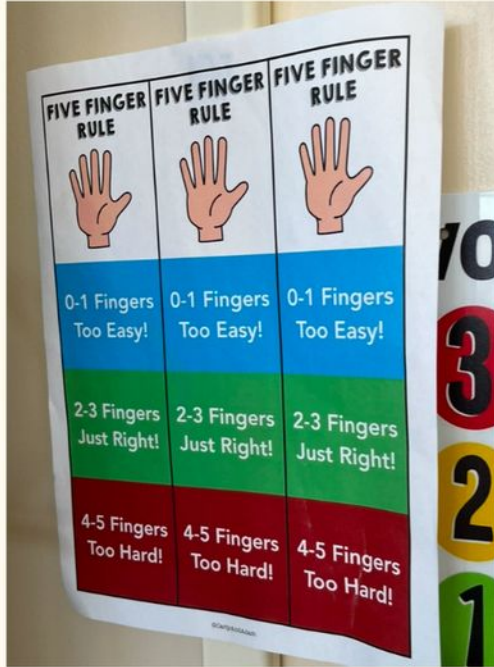 FIVE FINGER
RULE
0-1 Fingers
Too Easy!
2-3 Fingers
Just Right!
4-5 Fingers
Too Hard!
FIVE FINGER
RULE
0-1 Fingers
Too Easy!
2-3 Fingers
Just Right!
4-5 Fingers
Too Hard!
FIVE FINGER
RULE
0-1 Fingers
Too Easy!
2-3 Fingers
Just Right!
4-5 Fingers
Too Hard!
3
2
1